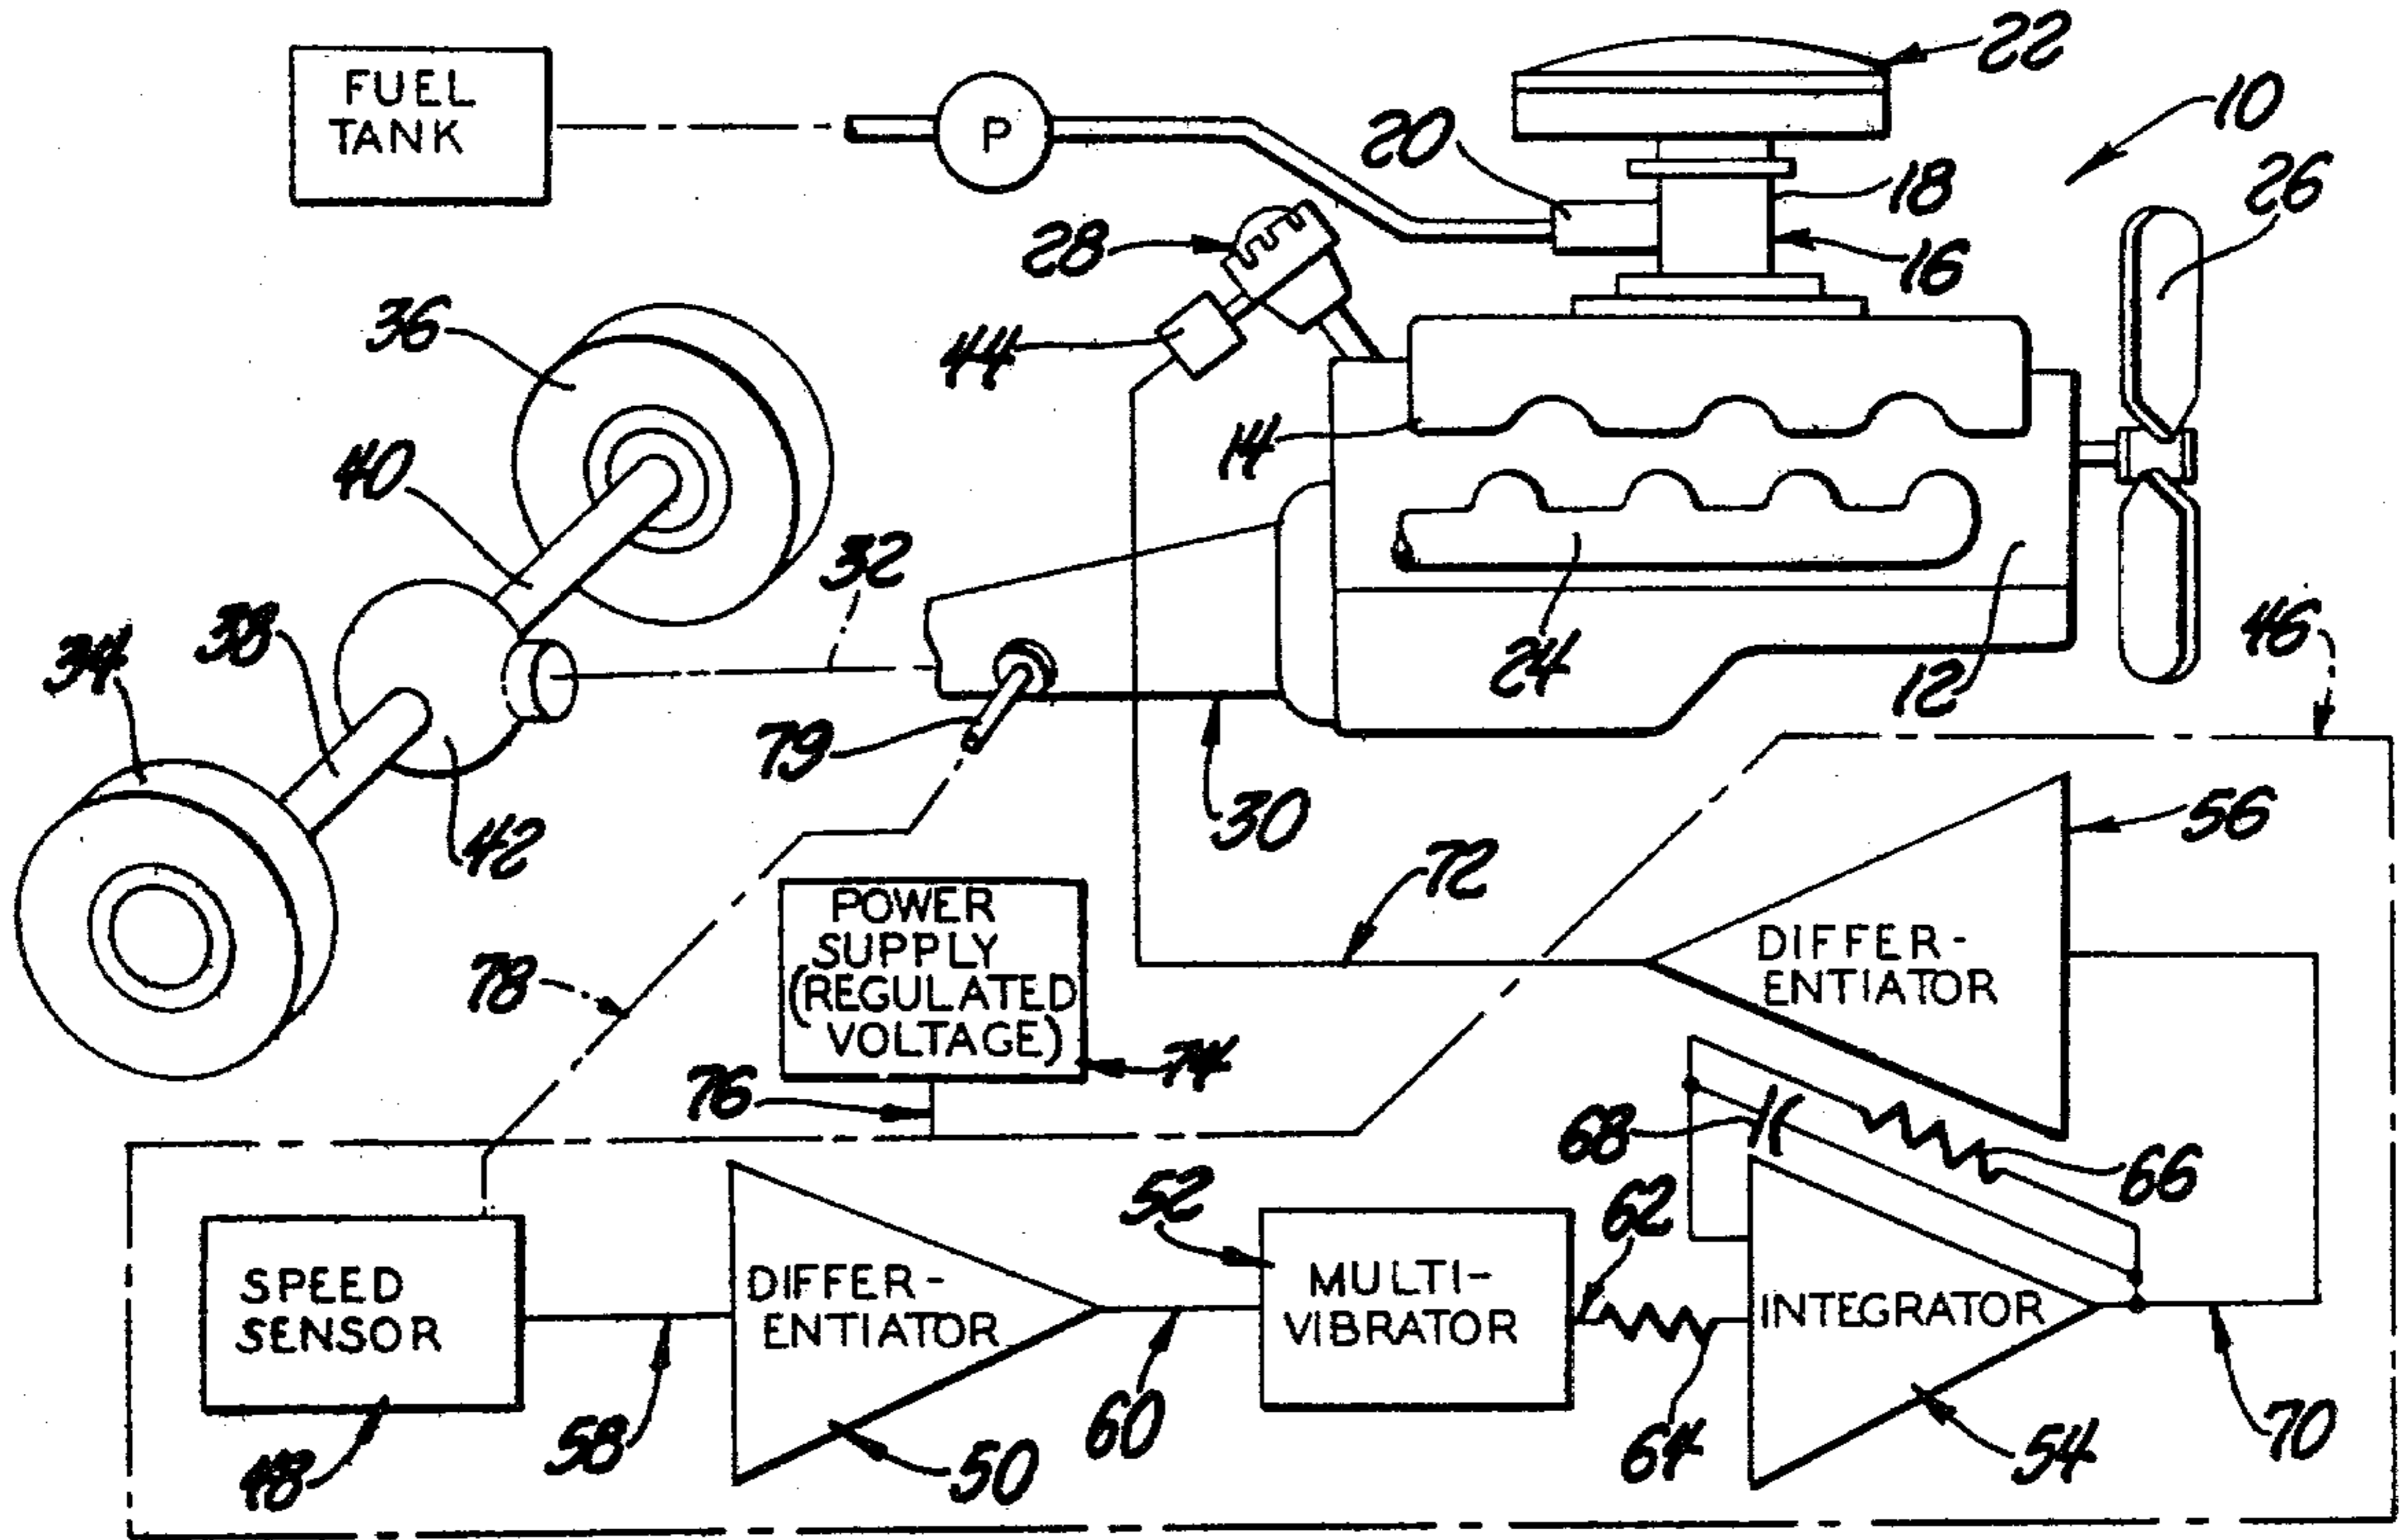 22
FUEL
TANK
P
20
10
18
26
28
16
36
44
14
40
32
38
34
24
12
46
79
42
30
56
72
POWER
SUPPLY
(REGULATED
VOLTAGE)
DIFFER-
ENTIATOR
78
74
76
68
66
52
62
SPEED
SENSOR
DIFFER-
ENTIATOR
MULTI-
VIBRATOR
INTEGRATOR
48
58
50
60
64
54
70